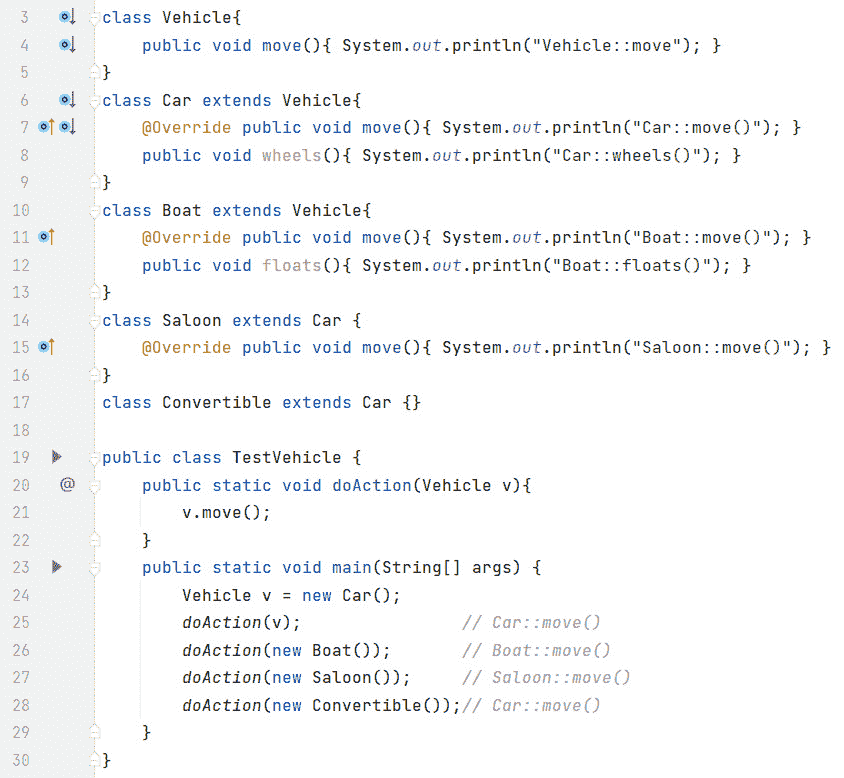 3 class Vehicle{
4     public void move(){ System.out.println("Vehicle::move"); }
5 }
6 class Car extends Vehicle{
7     @Override public void move(){ System.out.println("Car::move()"); }
8     public void wheels(){ System.out.println("Car::wheels()"); }
9 }
10 class Boat extends Vehicle{
11     @Override public void move(){ System.out.println("Boat::move()"); }
12     public void floats(){ System.out.println("Boat::floats()"); }
13 }
14 class Saloon extends Car {
15     @Override public void move(){ System.out.println("Saloon::move()"); }
16 }
17 class Convertible extends Car {}
18
19 public class TestVehicle {
20 @     public static void doAction(Vehicle v){
21         v.move();
22     }
23     public static void main(String[] args) {
24         Vehicle v = new Car();
25         doAction(v);                // Car::move()
26         doAction(new Boat());       // Boat::move()
27         doAction(new Saloon());     // Saloon::move()
28         doAction(new Convertible());// Car::move()
29     }
30 }